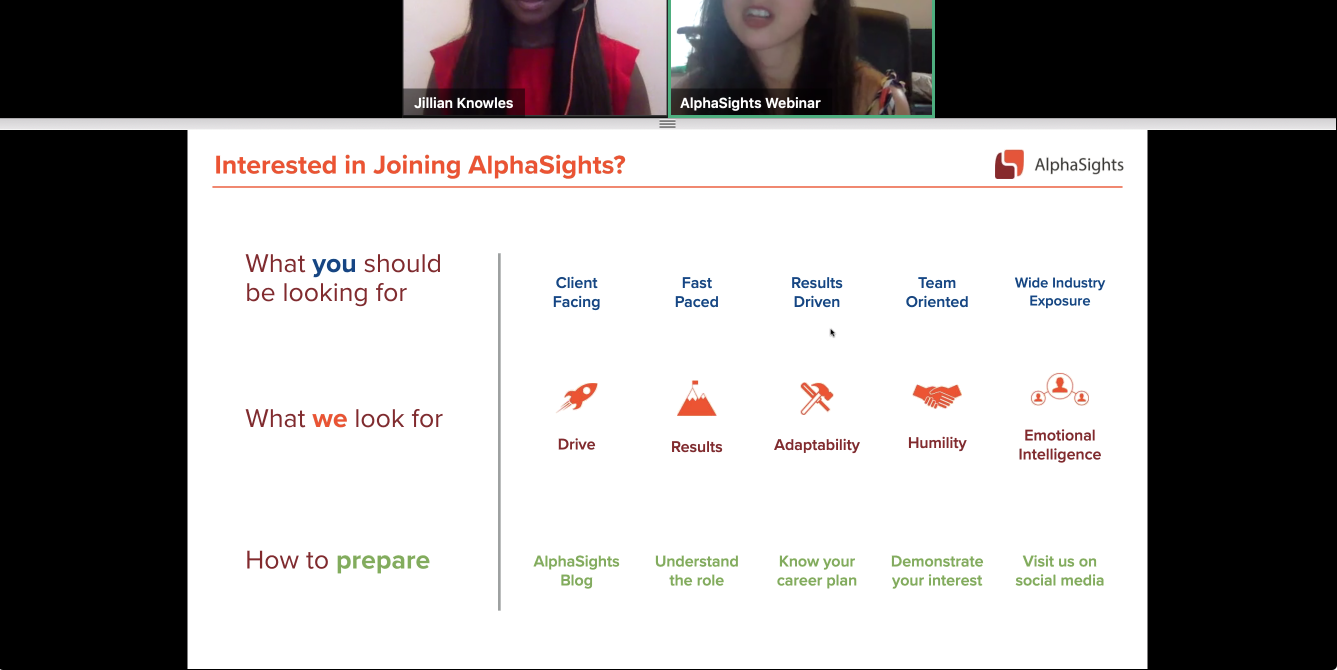 Jillian Knowles
AlphaSights Webinar
Interested in Joining AlphaSights?
AlphaSights
What you should
be looking for
Client
Facing
Fast
Paced
Results
Driven
Team
Oriented
Wide Industry
Exposure
What we look for
Drive
Results
Adaptability
Humility
Emotional
Intelligence
How to prepare
AlphaSights
Blog
Understand
the role
Know your
career plan
Demonstrate
your interest
Visit us on
social media